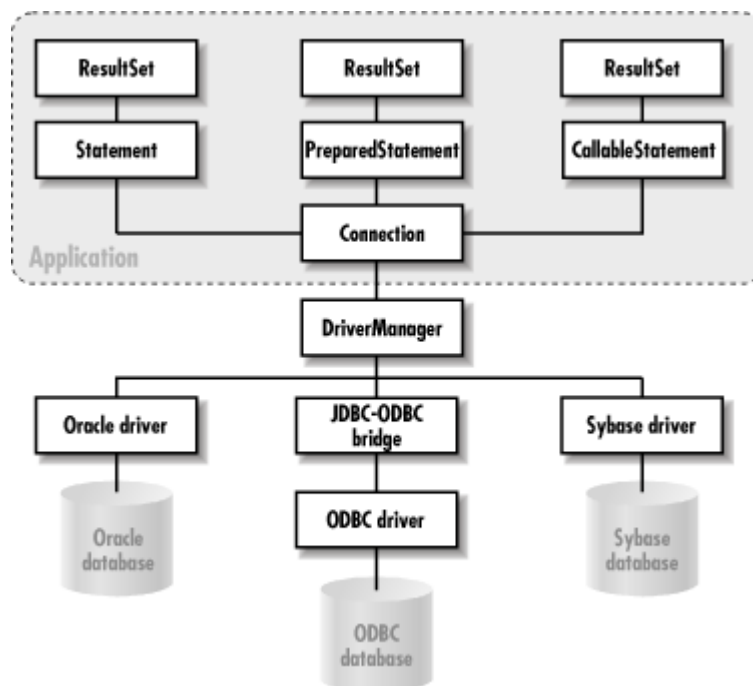 ResultSet
ResultSet
ResultSet
Statement
PreparedStatement
CallableStatement
Connection
Application
DriverManager
Oracle driver
JDBC-ODBC
bridge
Sybase driver
ODBC driver
Oracle
database
Sybase
database
ODBC
database